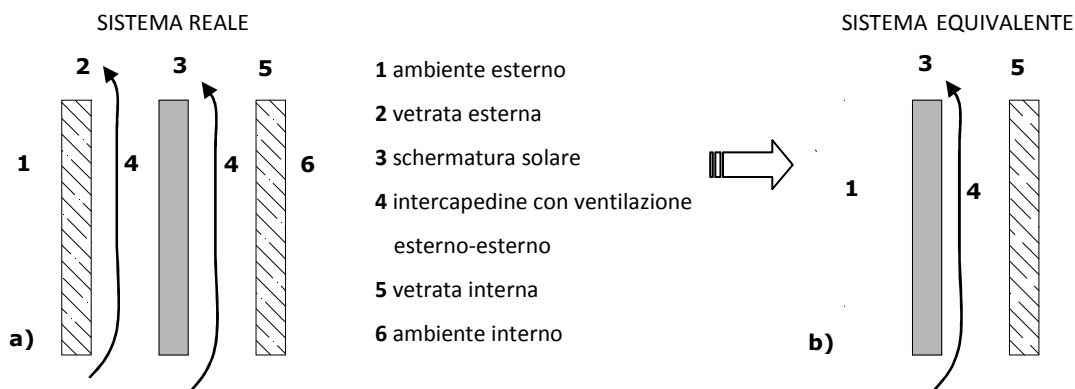 SISTEMA REALE
SISTEMA EQUIVALENTE
2 3 5
1 4 4 6
a)
1 ambiente esterno
2 vetrata esterna
3 schermatura solare
4 intercapedine con ventilazione
esterno-esterno
5 vetrata interna
6 ambiente interno
3 5
1 4
b)